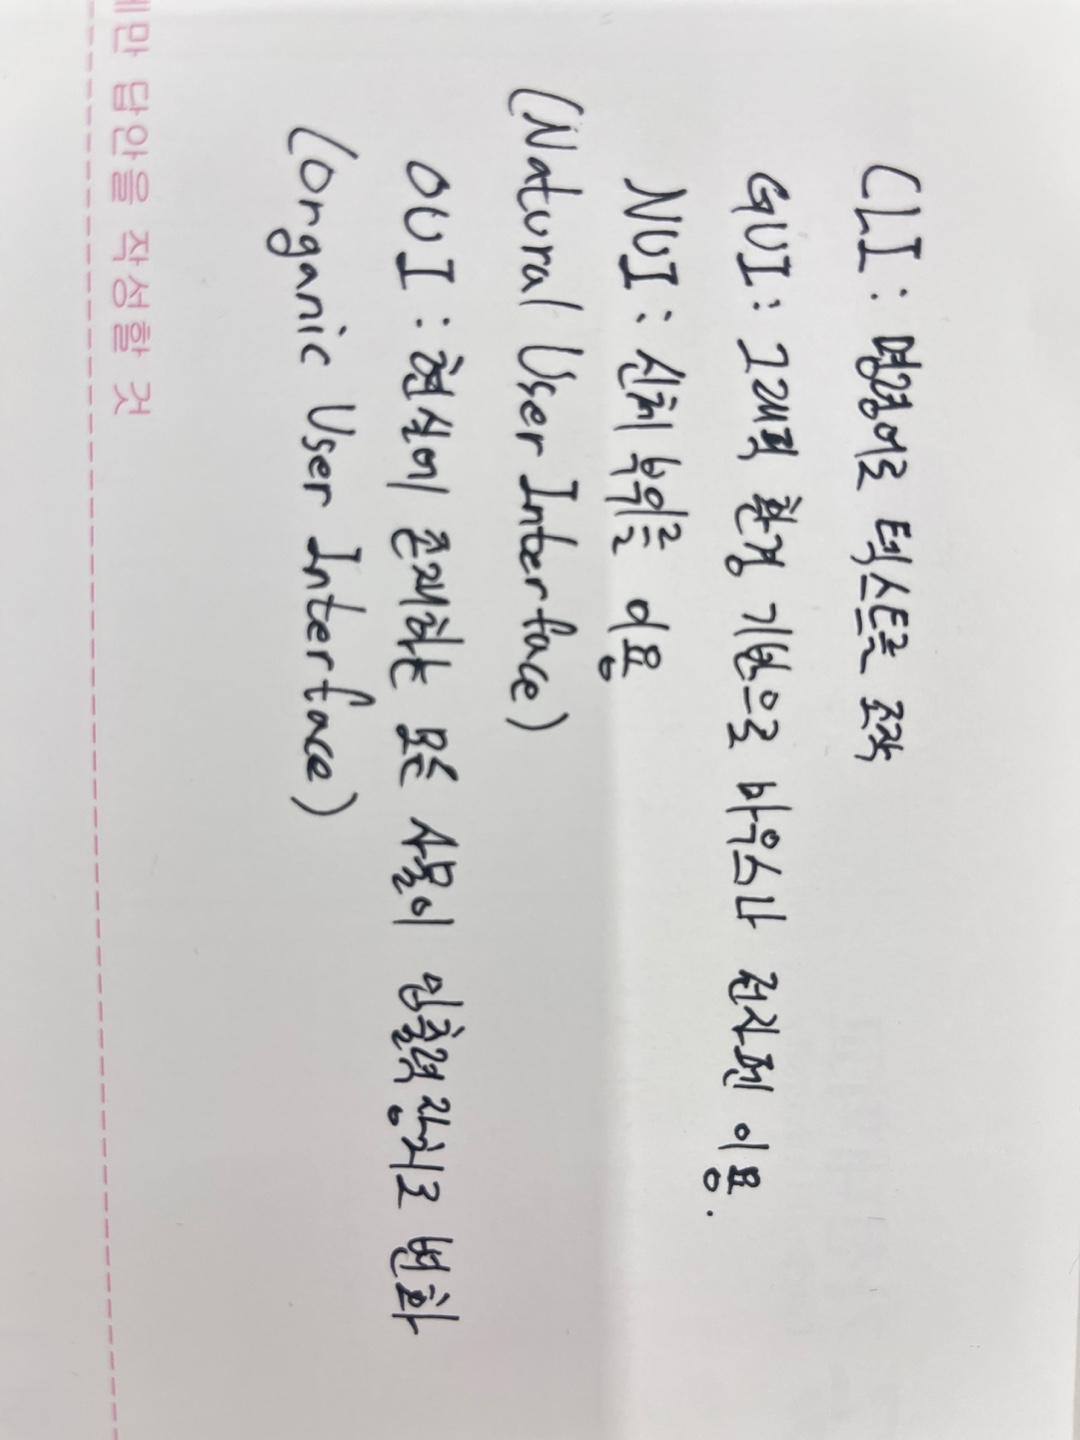 CLI : 명령어로 텍스트를 조작
GUI : 그래픽 환경 기반으로 마우스나 전자펜 이용.
NUI : 신체 부위를 이용
(Natural User Interface)
OUI : 현실에 존재하는 모든 사물이 입출력장치로 변화
(Organic User Interface)
에만 답안을 작성할 것